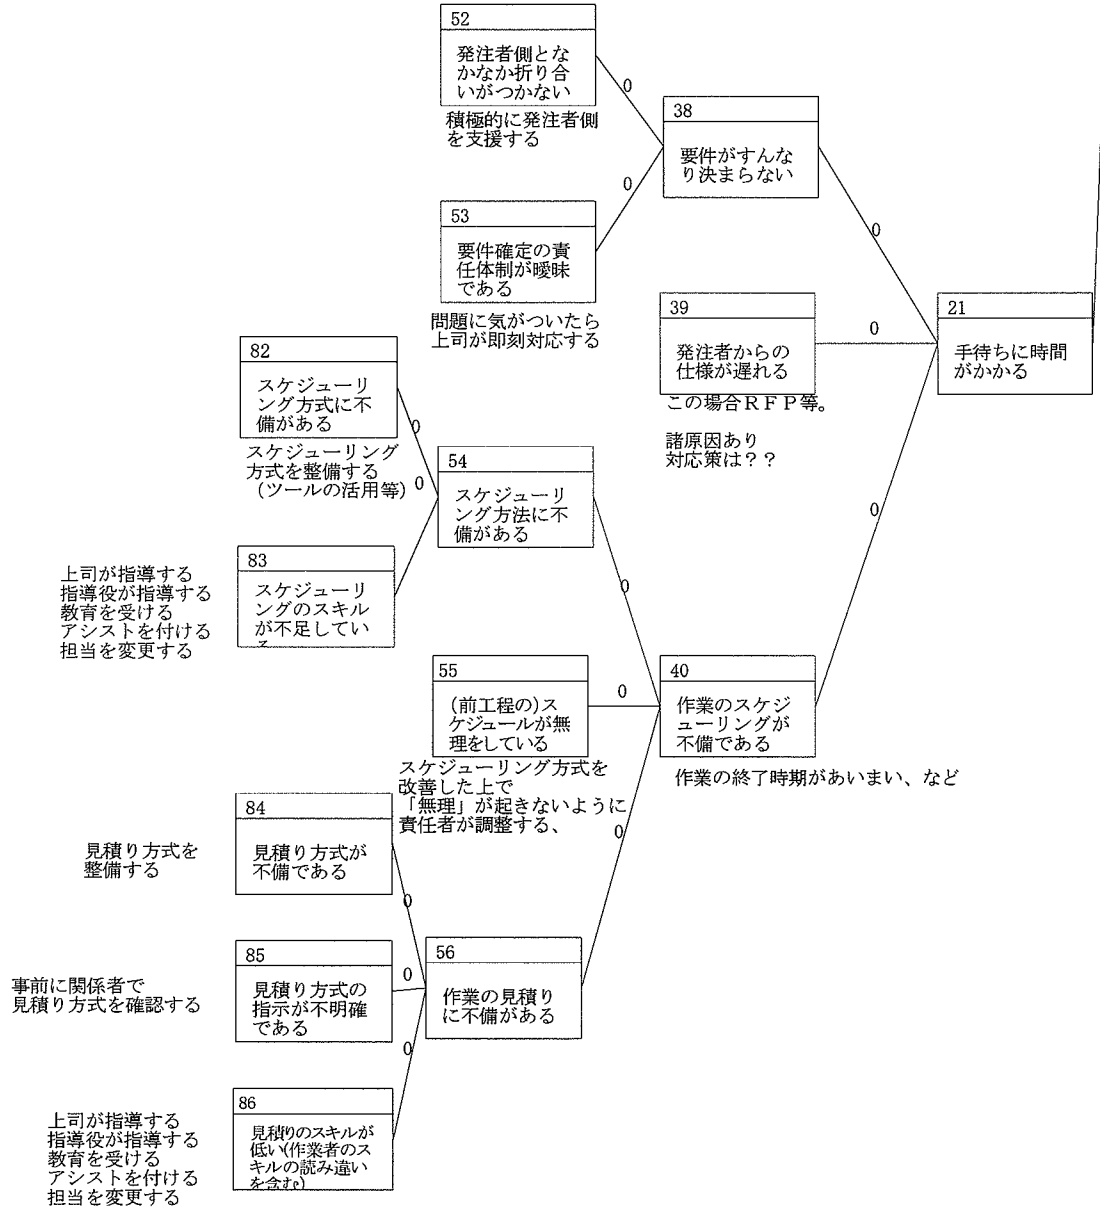 52
発注者側とな
かなか折り合
いがつかない
積極的に発注者側
を支援する
0
38
要件がすんな
り決まらない
0
53
要件確定の責
任体制が曖昧
である
問題に気がついたら
上司が即刻対応する
0
39
発注者からの
仕様が遅れる
この場合ＲＦＰ等。
諸原因あり
対応策は？？
0
21
手待ちに時間
がかかる
82
スケジューリ
ング方式に不
備がある
スケジューリング
方式を整備する
（ツールの活用等）
0
0
54
スケジューリ
ング方法に不
備がある
0
83
スケジューリ
ングのスキル
が不足してい
る
上司が指導する
指導役が指導する
教育を受ける
アシストを付ける
担当を変更する
0
55
(前工程の)ス
ケジュールが無
理をしている
スケジューリング方式を
改善した上で
「無理」が起きないように
責任者が調整する、
0
40
作業のスケジ
ューリングが
不備である
作業の終了時期があいまい、など
0
84
見積り方式が
不備である
見積り方式を
整備する
0
85
見積り方式の
指示が不明確
である
事前に関係者で
見積り方式を確認する
0
0
56
作業の見積り
に不備がある
86
見積りのスキルが
低い(作業者のス
キルの読み違い
を含む)
上司が指導する
指導役が指導する
教育を受ける
アシストを付ける
担当を変更する